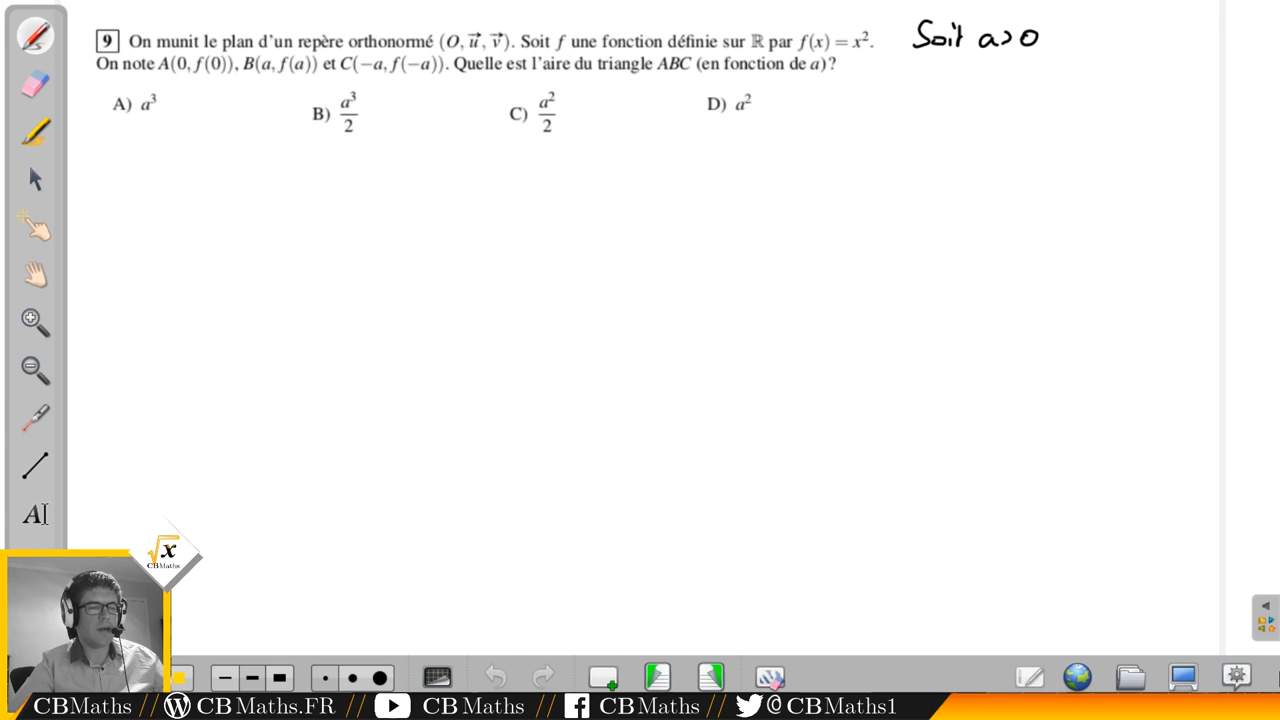 9 On munit le plan d'un repère orthonormé (O, u⃗, v⃗). Soit f une fonction définie sur ℝ par f(x) = x².
Soit a>0
On note A(0, f(0)), B(a, f(a)) et C(−a, f(−a)). Quelle est l'aire du triangle ABC (en fonction de a) ?
A) a³
B) a³/2
C) a²/2
D) a²
A
√x
CBMaths
CBMaths // CBMaths.FR // CBMaths // CBMaths // @CBMaths1